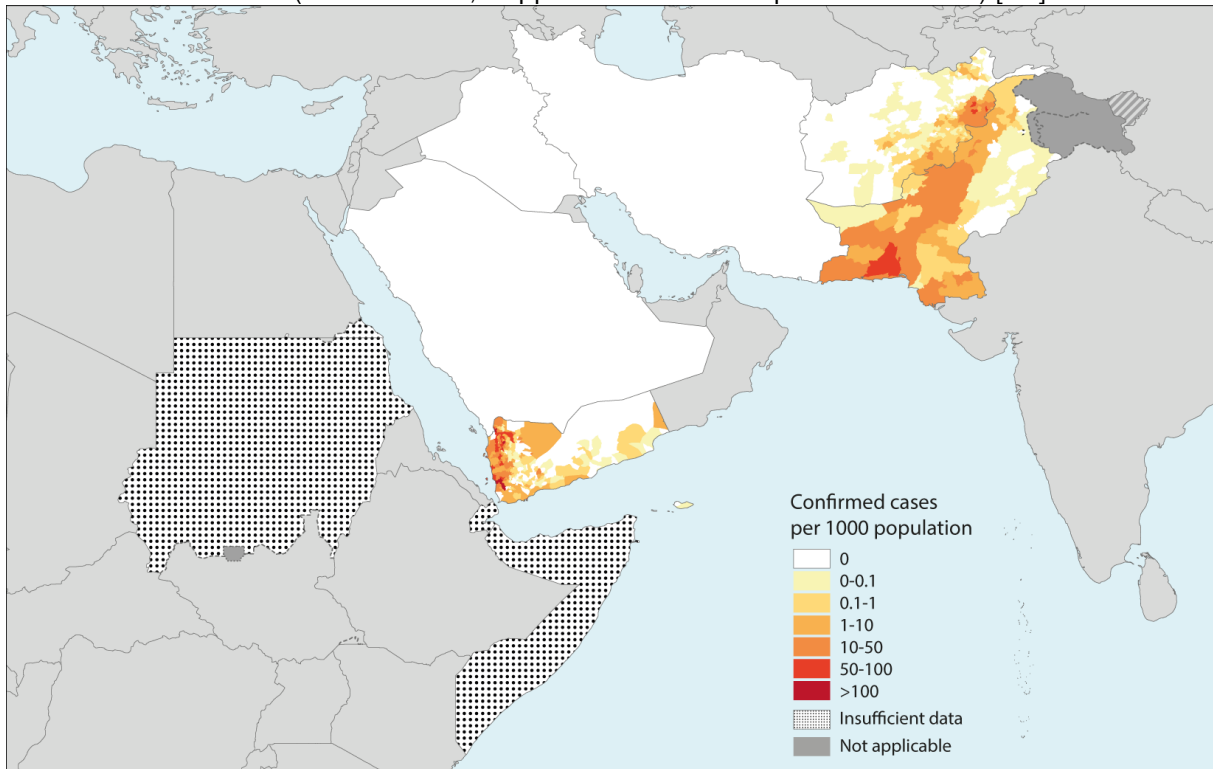 Confirmed cases
per 1000 population
0
0-0.1
0.1-1
1-10
10-50
50-100
>100
Insufficient data
Not applicable